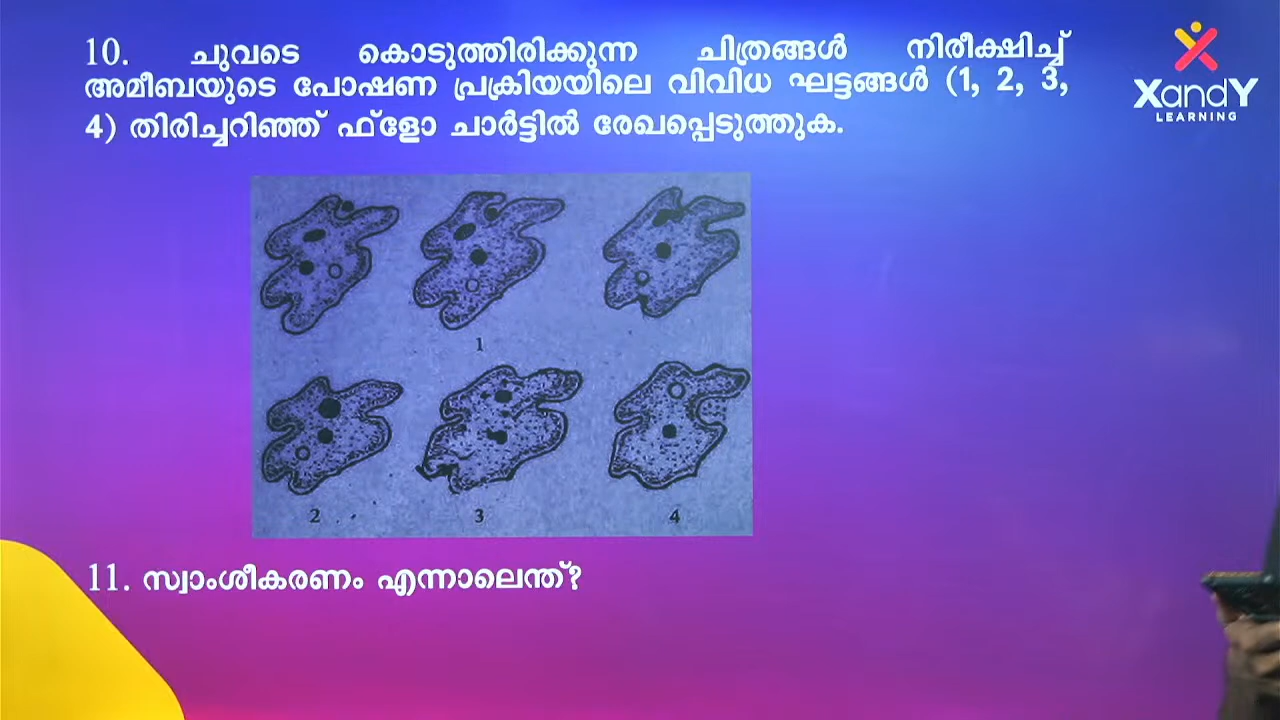 10. ചുവടെ കൊടുത്തിരിക്കുന്ന ചിത്രങ്ങൾ നിരീക്ഷിച്ച്
അമീബയുടെ പോഷണ പ്രക്രിയയിലെ വിവിധ ഘട്ടങ്ങൾ (1, 2, 3,
4) തിരിച്ചറിഞ്ഞ് ഫ്ളോ ചാർട്ടിൽ രേഖപ്പെടുത്തുക.
XandY
LEARNING
1
2
3
4
11. സ്വാംശീകരണം എന്നാലെന്ത്?